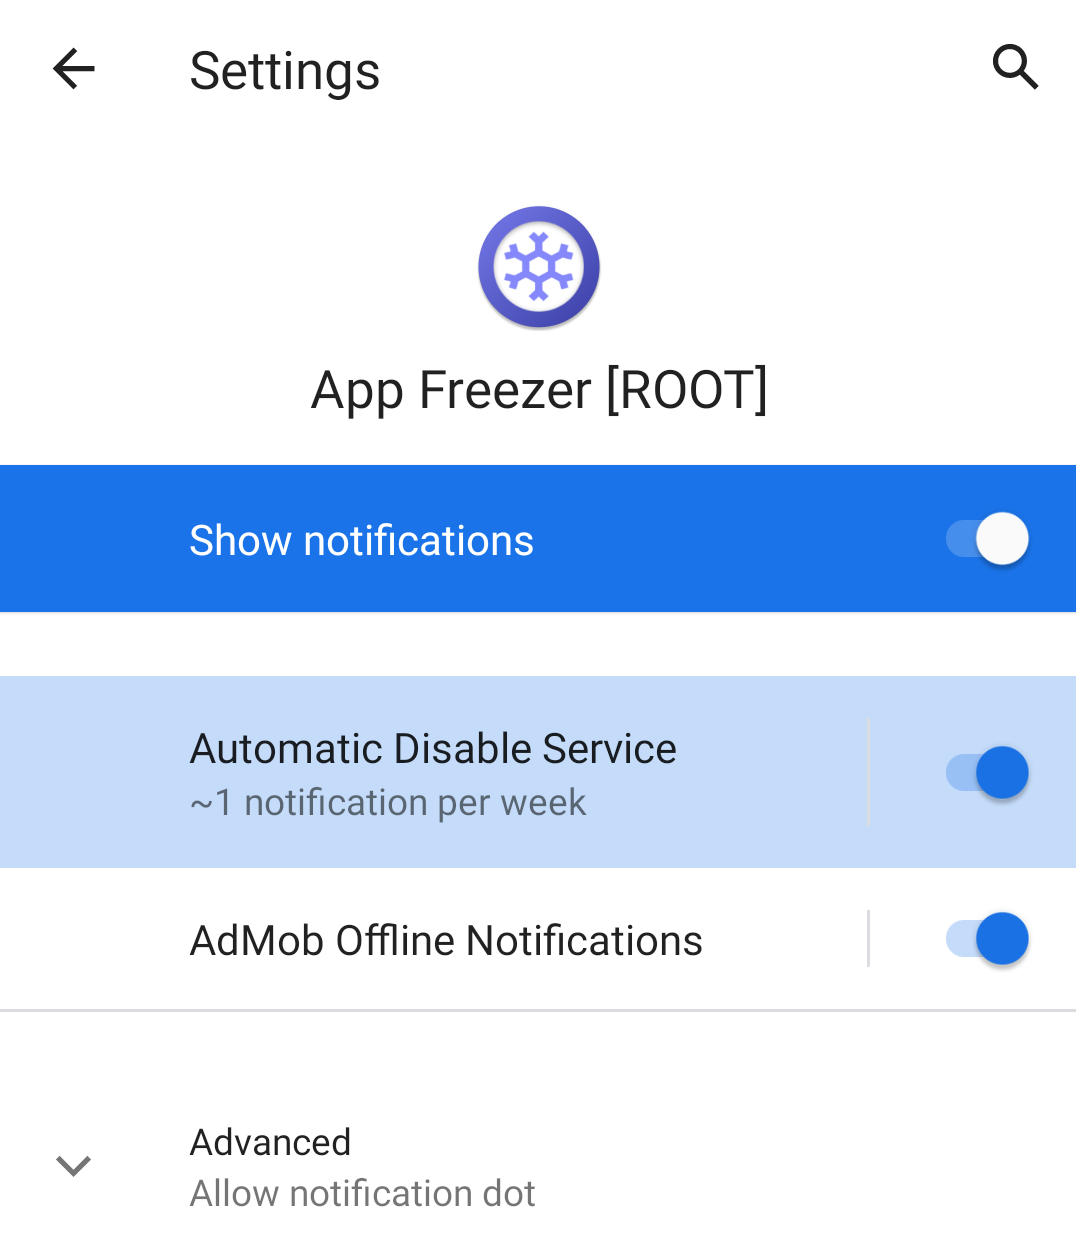 Settings
App Freezer [ROOT]
Show notifications
Automatic Disable Service
~1 notification per week
AdMob Offline Notifications
Advanced
Allow notification dot